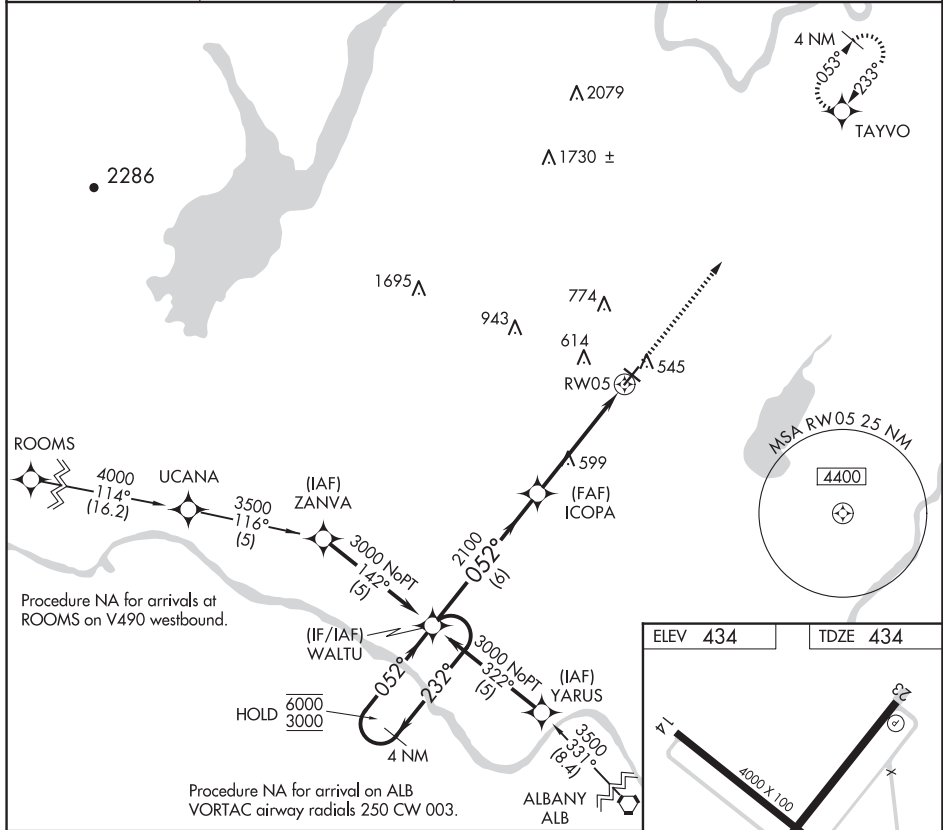 4 NM
053°
233°
TAYVO
2079
1730 ±
2286
1695
774
943
614
545
RW05
MSA RW05 25 NM
4400
ROOMS
4000
114°
(16.2)
UCANA
3500
116°
(5)
(IAF)
ZANVA
3000 NoPT
142°
(5)
599
(FAF)
ICOPA
2100
052°
(6)
Procedure NA for arrivals at
ROOMS on V490 westbound.
(IF/IAF)
WALTU
052°
232°
3000 NoPT
322°
(5)
(IAF)
YARUS
HOLD
6000
3000
4 NM
3500
331°
(8.4)
Procedure NA for arrival on ALB
VORTAC airway radials 250 CW 003.
ALBANY
ALB
ELEV 434
TDZE 434
23
P
14
4000 X 100
X